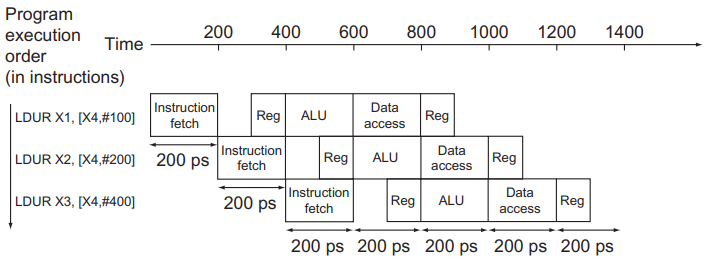 Program
execution
order
(in instructions)
Time
200 400 600 800 1000 1200 1400
LDUR X1, [X4,#100]
Instruction
fetch
Reg
ALU
Data
access
Reg
200 ps
LDUR X2, [X4,#200]
Instruction
fetch
Reg
ALU
Data
access
Reg
200 ps
LDUR X3, [X4,#400]
Instruction
fetch
Reg
ALU
Data
access
Reg
200 ps 200 ps 200 ps 200 ps 200 ps